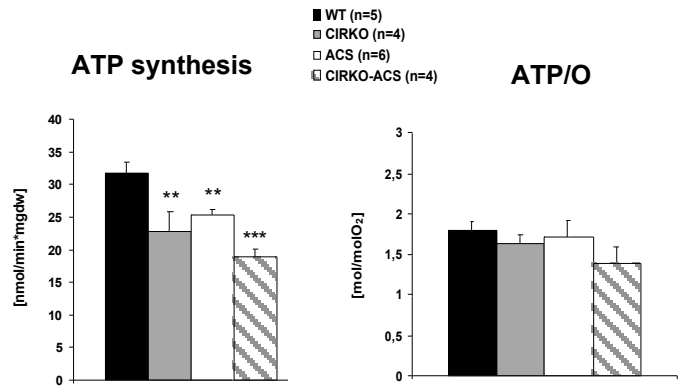 WT (n=5)
CIRKO (n=4)
ACS (n=6)
CIRKO-ACS (n=4)
ATP synthesis
ATP/O
[nmol/min*mgdw]
40
35
30
25
20
15
10
5
0
**
**
***
[mol/molO₂]
3
2,5
2
1,5
1
0,5
0